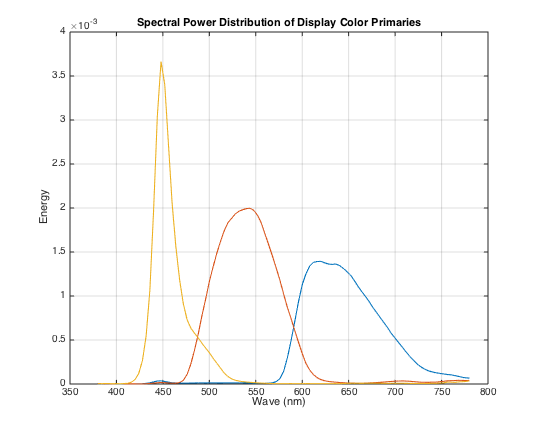 Spectral Power Distribution of Display Color Primaries
×10⁻³
4
3.5
3
2.5
2
1.5
1
0.5
0
Energy
350 400 450 500 550 600 650 700 750 800
Wave (nm)